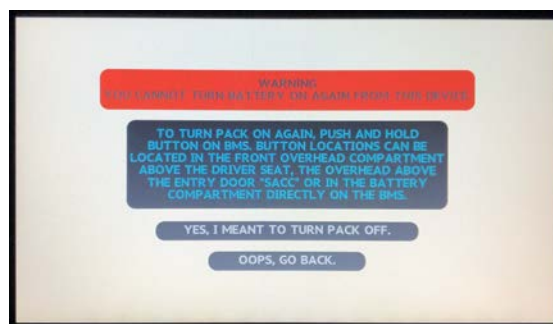 WARNING
YOU CANNOT TURN BATTERY ON AGAIN FROM THIS DEVICE
TO TURN PACK ON AGAIN, PUSH AND HOLD
BUTTON ON BMS. BUTTON LOCATIONS CAN BE
LOCATED IN THE FRONT OVERHEAD COMPARTMENT
ABOVE THE DRIVER SEAT, THE OVERHEAD ABOVE
THE ENTRY DOOR "SACC" OR IN THE BATTERY
COMPARTMENT DIRECTLY ON THE BMS.
YES, I MEANT TO TURN PACK OFF.
OOPS, GO BACK.